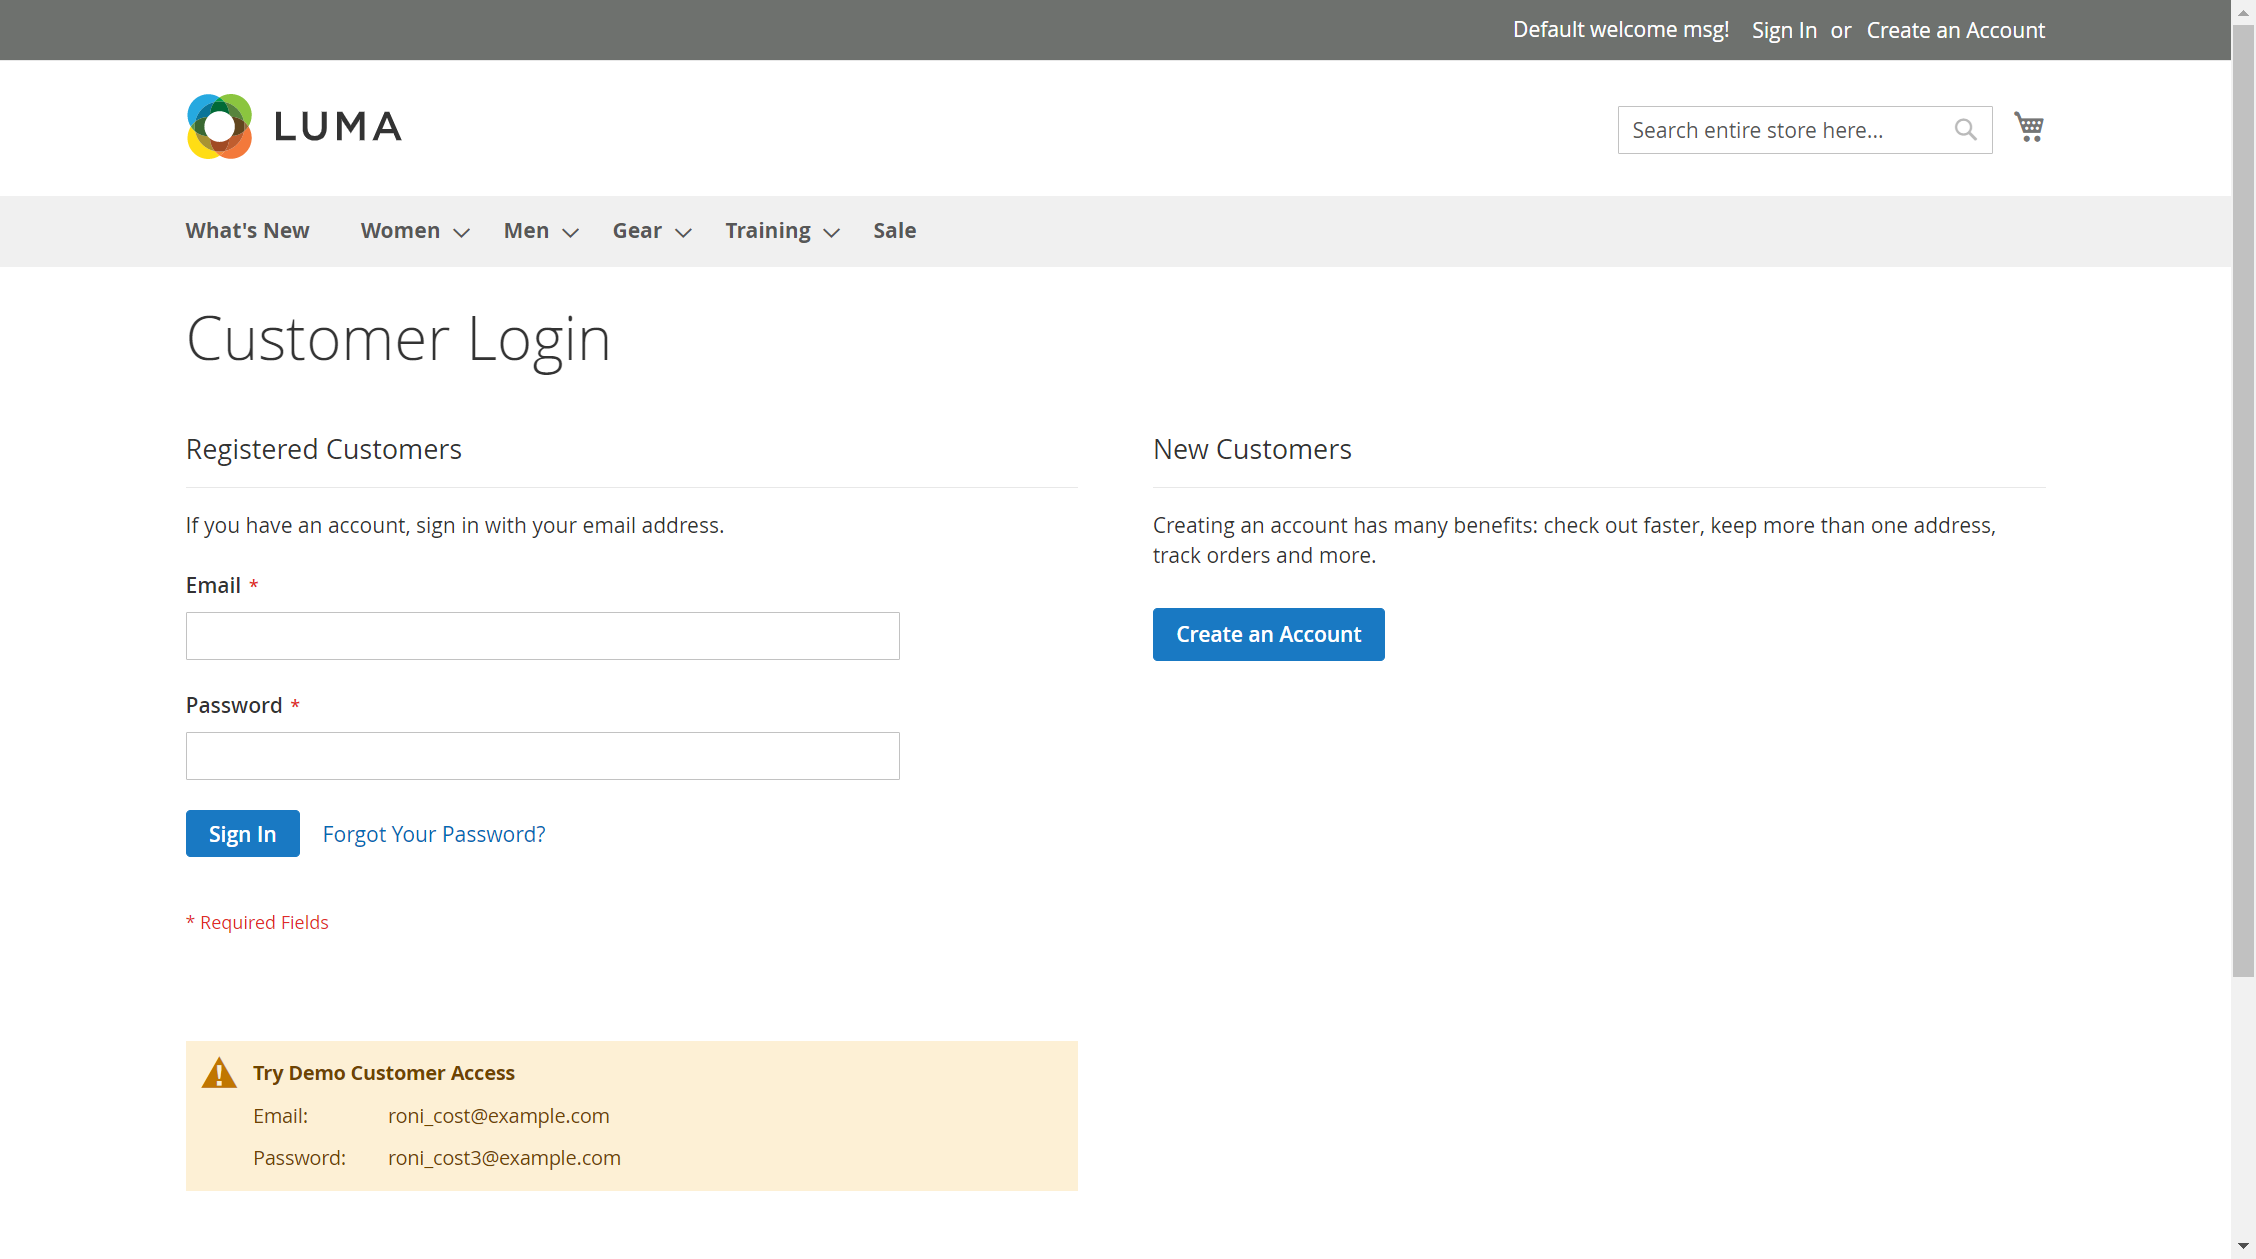 Default welcome msg! Sign In or Create an Account
LUMA
Search entire store here...
What's New Women Men Gear Training Sale
Customer Login
Registered Customers
If you have an account, sign in with your email address.
Email *
Password *
Sign In Forgot Your Password?
* Required Fields
New Customers
Creating an account has many benefits: check out faster, keep more than one address,
track orders and more.
Create an Account
Try Demo Customer Access
Email: roni_cost@example.com
Password: roni_cost3@example.com